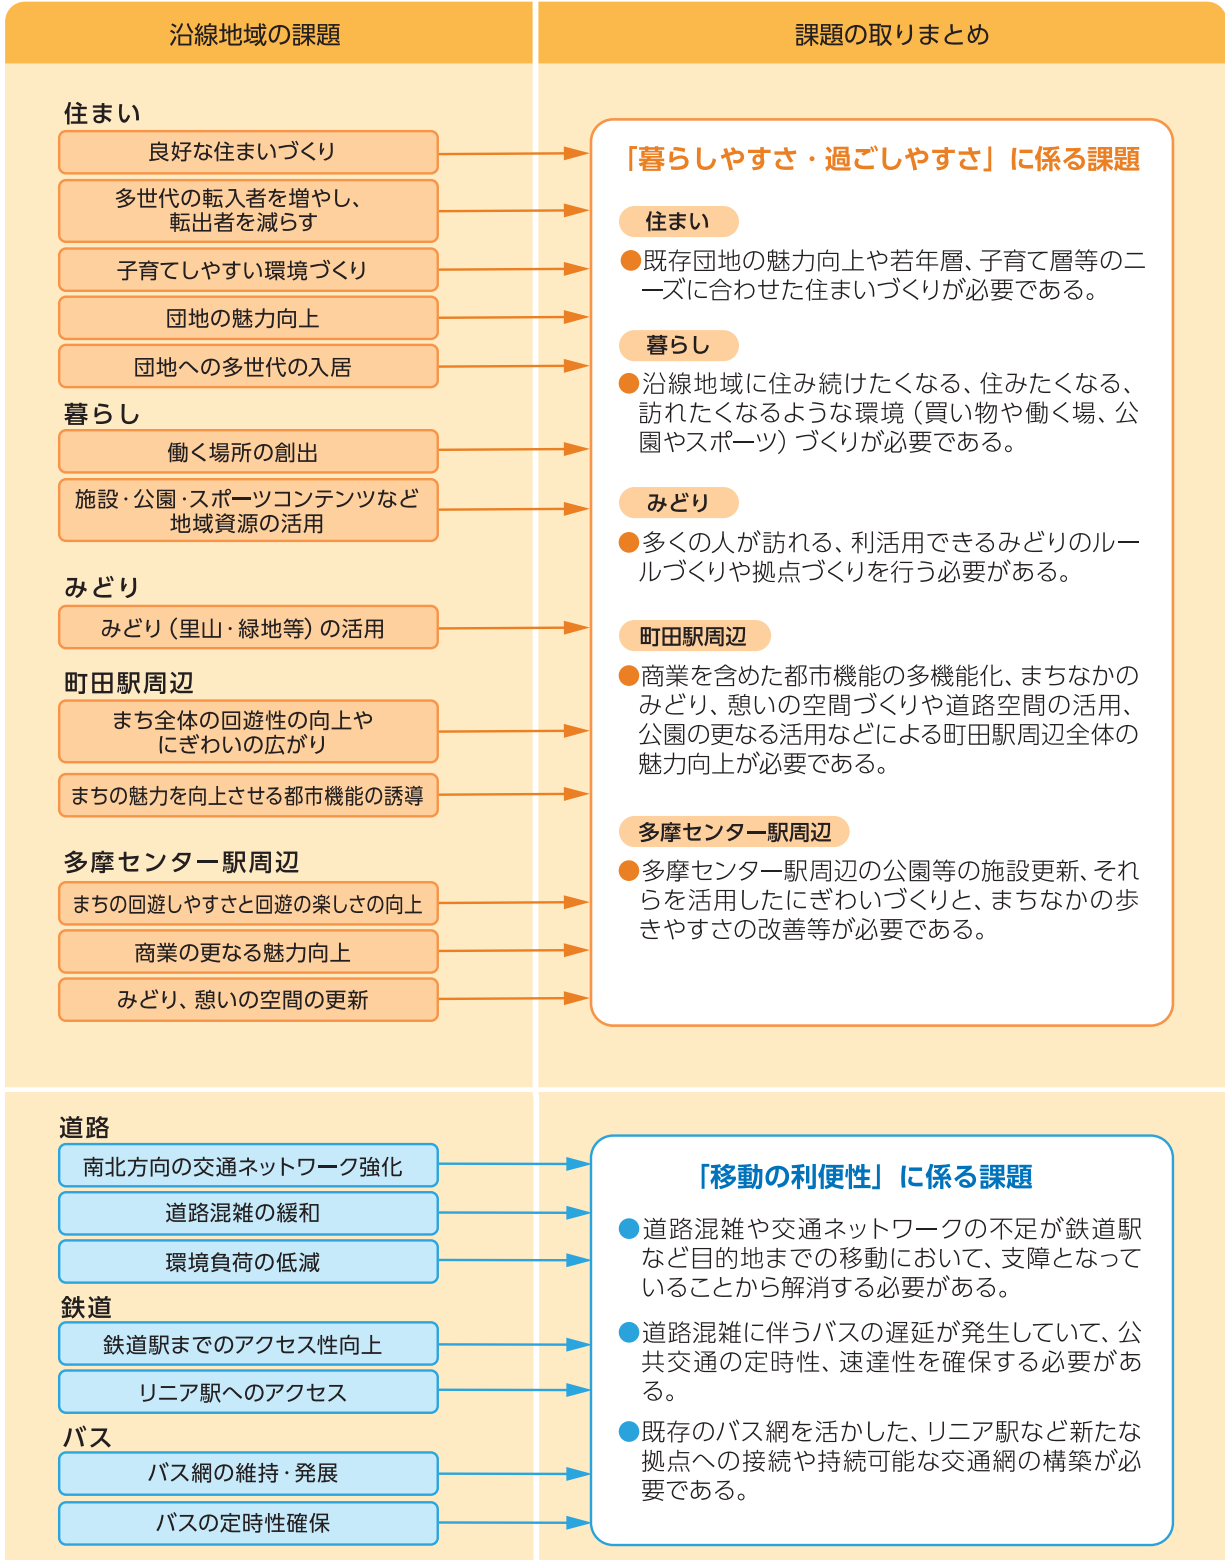 沿線地域の課題
課題の取りまとめ
住まい
良好な住まいづくり
多世代の転入者を増やし、
転出者を減らす
子育てしやすい環境づくり
団地の魅力向上
団地への多世代の入居
暮らし
働く場所の創出
施設・公園・スポーツコンテンツなど
地域資源の活用
みどり
みどり（里山・緑地等）の活用
町田駅周辺
まち全体の回遊性の向上や
にぎわいの広がり
まちの魅力を向上させる都市機能の誘導
多摩センター駅周辺
まちの回遊しやすさと回遊の楽しさの向上
商業の更なる魅力向上
みどり、憩いの空間の更新
「暮らしやすさ・過ごしやすさ」に係る課題
住まい
●既存団地の魅力向上や若年層、子育て層等のニ
ーズに合わせた住まいづくりが必要である。
暮らし
●沿線地域に住み続けたくなる、住みたくなる、
訪れたくなるような環境（買い物や働く場、公
園やスポーツ）づくりが必要である。
みどり
●多くの人が訪れる、利活用できるみどりのルー
ルづくりや拠点づくりを行う必要がある。
町田駅周辺
●商業を含めた都市機能の多機能化、まちなかの
みどり、憩いの空間づくりや道路空間の活用、
公園の更なる活用などによる町田駅周辺全体の
魅力向上が必要である。
多摩センター駅周辺
●多摩センター駅周辺の公園等の施設更新、それ
らを活用したにぎわいづくりと、まちなかの歩
きやすさの改善等が必要である。
道路
南北方向の交通ネットワーク強化
道路混雑の緩和
環境負荷の低減
鉄道
鉄道駅までのアクセス性向上
リニア駅へのアクセス
バス
バス網の維持・発展
バスの定時性確保
「移動の利便性」に係る課題
●道路混雑や交通ネットワークの不足が鉄道駅
など目的地までの移動において、支障となって
いることから解消する必要がある。
●道路混雑に伴うバスの遅延が発生していて、公
共交通の定時性、速達性を確保する必要があ
る。
●既存のバス網を活かした、リニア駅など新たな
拠点への接続や持続可能な交通網の構築が必
要である。